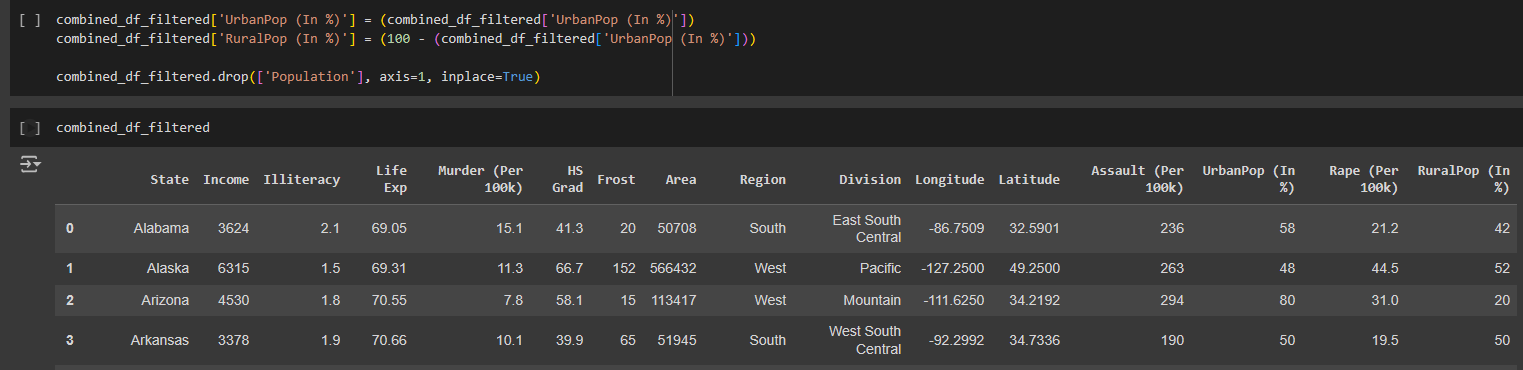 [ ] combined_df_filtered['UrbanPop (In %)'] = (combined_df_filtered['UrbanPop (In %)'])
combined_df_filtered['RuralPop (In %)'] = (100 - (combined_df_filtered['UrbanPop (In %)']))
combined_df_filtered.drop(['Population'], axis=1, inplace=True)
[ ] combined_df_filtered
State Income Illiteracy Life Exp Murder (Per 100k) HS Grad Frost Area Region Division Longitude Latitude Assault (Per 100k) UrbanPop (In %) Rape (Per 100k) RuralPop (In %)
0 Alabama 3624 2.1 69.05 15.1 41.3 20 50708 South East South Central -86.7509 32.5901 236 58 21.2 42
1 Alaska 6315 1.5 69.31 11.3 66.7 152 566432 West Pacific -127.2500 49.2500 263 48 44.5 52
2 Arizona 4530 1.8 70.55 7.8 58.1 15 113417 West Mountain -111.6250 34.2192 294 80 31.0 20
3 Arkansas 3378 1.9 70.66 10.1 39.9 65 51945 South West South Central -92.2992 34.7336 190 50 19.5 50